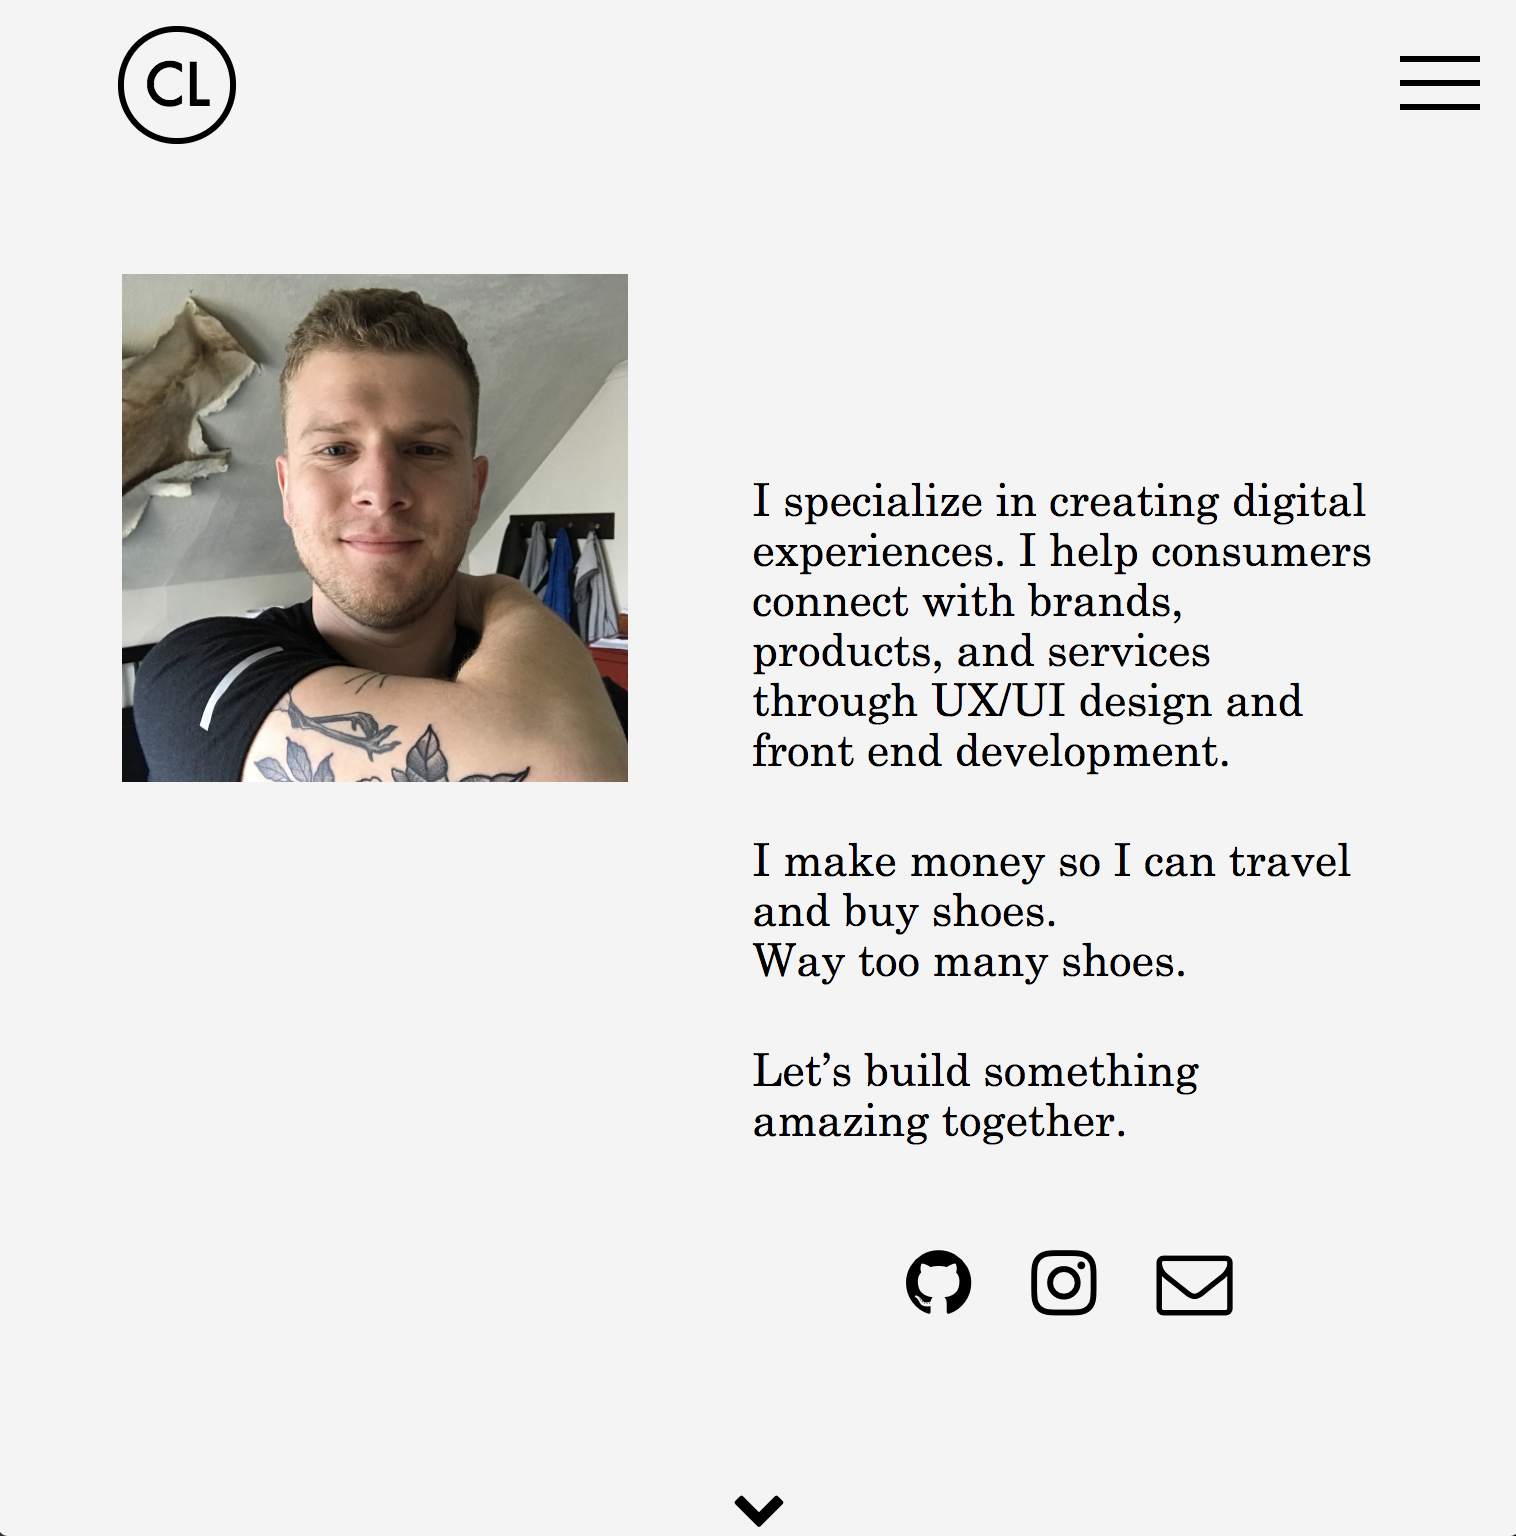 CL
I specialize in creating digital
experiences. I help consumers
connect with brands,
products, and services
through UX/UI design and
front end development.
I make money so I can travel
and buy shoes.
Way too many shoes.
Let’s build something
amazing together.